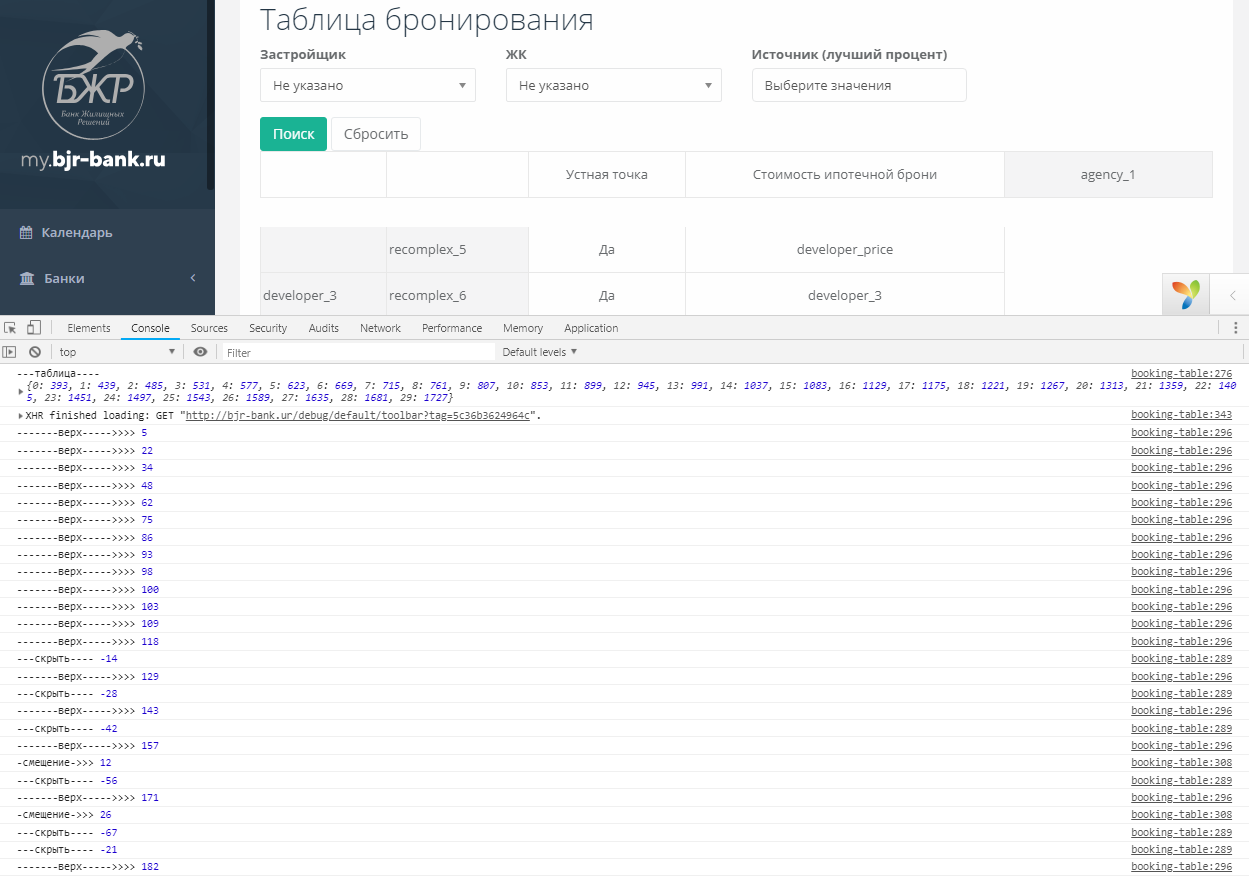 Таблица бронирования
БЖР
Банк Жилищных
Решений
my.bjr-bank.ru
Календарь
Банки
Застройщик
ЖК
Источник (лучший процент)
Не указано
Не указано
Выберите значения
Поиск
Сбросить
Устная точка
Стоимость ипотечной брони
agency_1
recomplex_5
Да
developer_price
developer_3
recomplex_6
Да
developer_3
Elements
Console
Sources
Security
Audits
Network
Performance
Memory
Application
top
Filter
Default levels
---таблица----
booking-table:276
{0: 393, 1: 439, 2: 485, 3: 531, 4: 577, 5: 623, 6: 669, 7: 715, 8: 761, 9: 807, 10: 853, 11: 899, 12: 945, 13: 991, 14: 1037, 15: 1083, 16: 1129, 17: 1175, 18: 1221, 19: 1267, 20: 1313, 21: 1359, 22: 140
5, 23: 1451, 24: 1497, 25: 1543, 26: 1589, 27: 1635, 28: 1681, 29: 1727}
XHR finished loading: GET "http://bjr-bank.ur/debug/default/toolbar?tag=5c36b3624964c".
booking-table:343
-------верх----->>>> 5
booking-table:296
-------верх----->>>> 22
booking-table:296
-------верх----->>>> 34
booking-table:296
-------верх----->>>> 48
booking-table:296
-------верх----->>>> 62
booking-table:296
-------верх----->>>> 75
booking-table:296
-------верх----->>>> 86
booking-table:296
-------верх----->>>> 93
booking-table:296
-------верх----->>>> 98
booking-table:296
-------верх----->>>> 100
booking-table:296
-------верх----->>>> 103
booking-table:296
-------верх----->>>> 109
booking-table:296
-------верх----->>>> 118
booking-table:296
---скрыть---- -14
booking-table:289
-------верх----->>>> 129
booking-table:296
---скрыть---- -28
booking-table:289
-------верх----->>>> 143
booking-table:296
---скрыть---- -42
booking-table:289
-------верх----->>>> 157
booking-table:296
-смещение->>> 12
booking-table:308
---скрыть---- -56
booking-table:289
-------верх----->>>> 171
booking-table:296
-смещение->>> 26
booking-table:308
---скрыть---- -67
booking-table:289
---скрыть---- -21
booking-table:289
-------верх----->>>> 182
booking-table:296